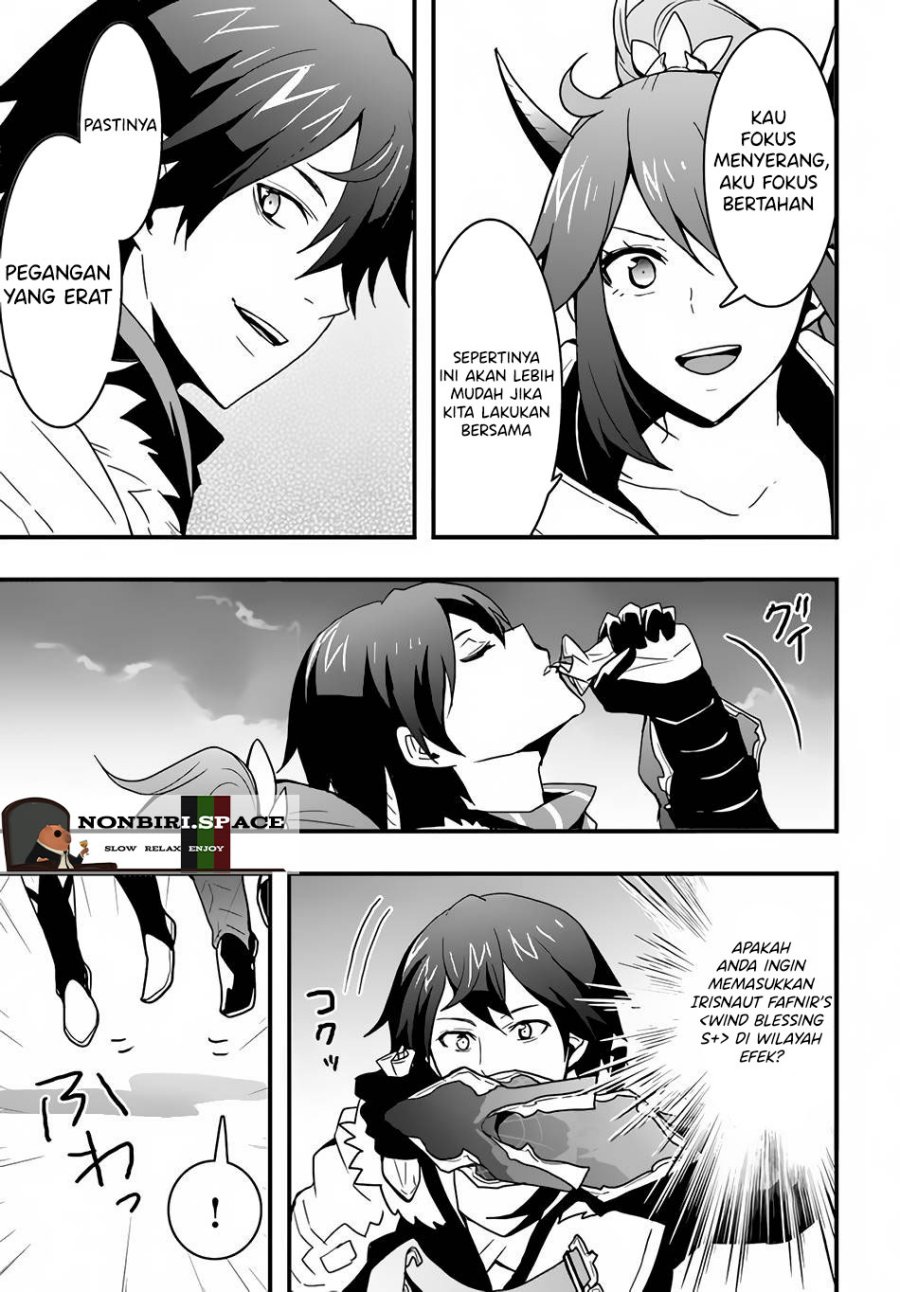 KAU
FOKUS
MENYERANG,
AKU FOKUS
BERTAHAN
SEPERTINYA
INI AKAN LEBIH
MUDAH JIKA
KITA LAKUKAN
BERSAMA
PASTINYA
PEGANGAN
YANG ERAT
グイ
NONBIRI.SPACE
SLOW RELAX ENJOY
APAKAH
ANDA INGIN
MEMASUKKAN
IRISNAUT FAFNIR'S
<WIND BLESSING
S+> DI WILAYAH
EFEK?
コクッ
ふわっ
!